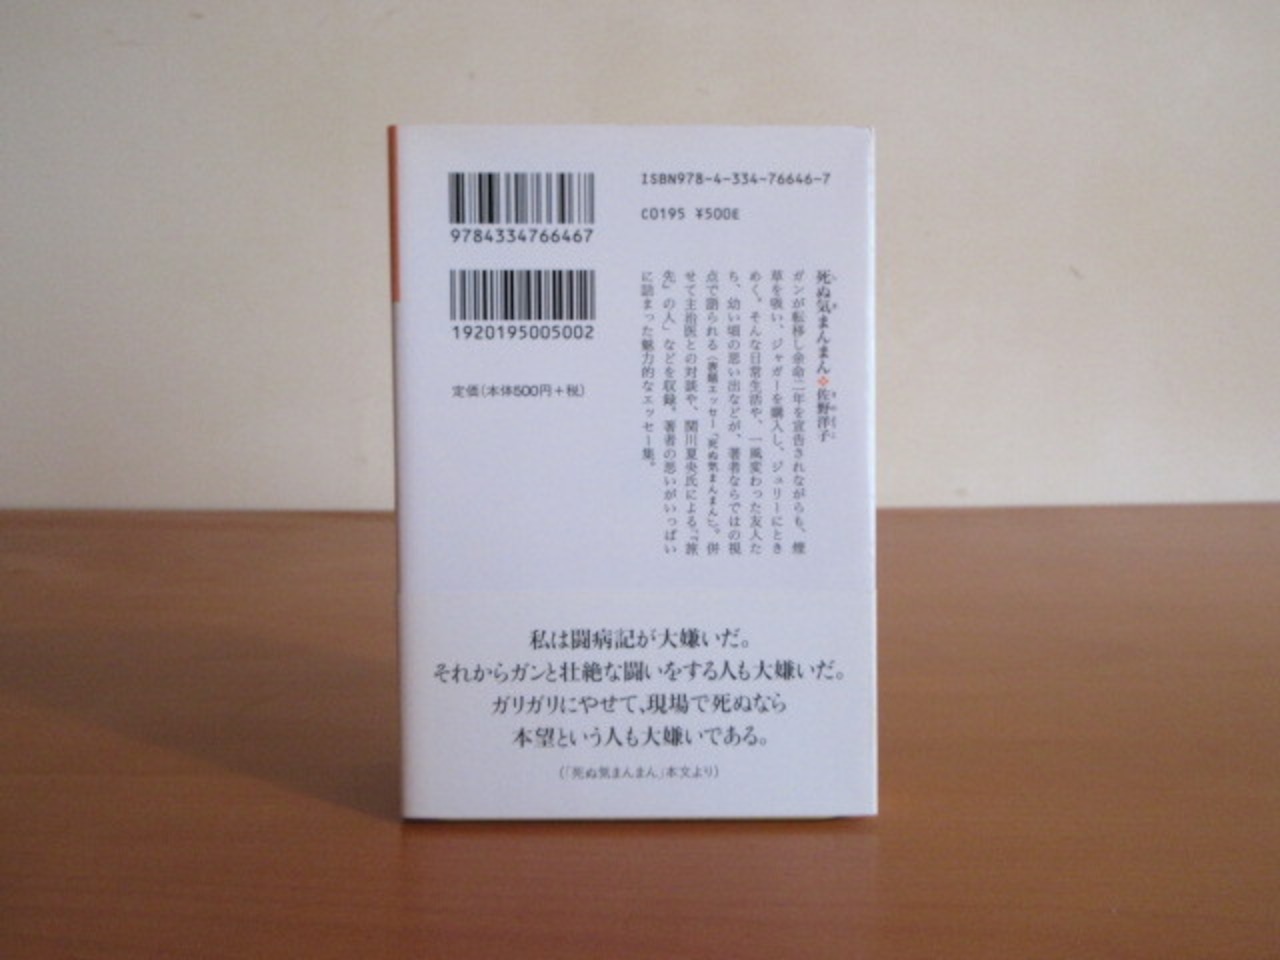 9784334766467
1920195005002
定価(本体500円+税)
ISBN978-4-334-76646-7
C0195 ¥500E
死ぬ気まんまん 佐野洋子
ガンが転移し余命二年を宣告されながらも、煙
草を吸い、ジャガーを購入し、ジュリーにとき
めく。そんな日常生活や、一風変わった友人た
ち、幼い頃の思い出などが、著者ならではの視
点で語られる(表題エッセー「死ぬ気まんまん」)。併
せて主治医との対談や、関川夏央氏による「『旅
先』の人」などを収録。著者の思いがいっぱい
に詰まった魅力的なエッセー集。
私は闘病記が大嫌いだ。
それからガンと壮絶な闘いをする人も大嫌いだ。
ガリガリにやせて、現場で死ぬなら
本望という人も大嫌いである。
(「死ぬ気まんまん」本文より)